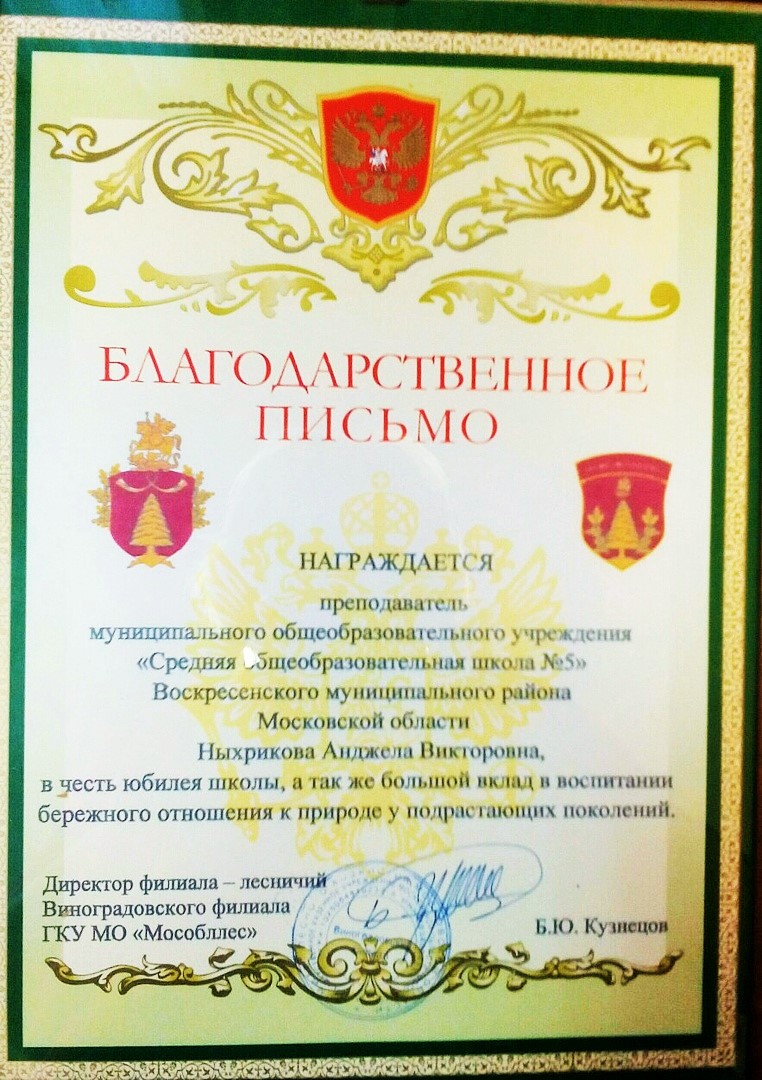 БЛАГОДАРСТВЕННОЕ
ПИСЬМО
НАГРАЖДАЕТСЯ
преподаватель
муниципального общеобразовательного учреждения
«Средняя общеобразовательная школа №5»
Воскресенского муниципального района
Московской области
Ныхрикова Анджела Викторовна,
в честь юбилея школы, а так же большой вклад в воспитании
бережного отношения к природе у подрастающих поколений.
Директор филиала – лесничий
Виноградовского филиала
ГКУ МО «Мособллес»
Б.Ю. Кузнецов